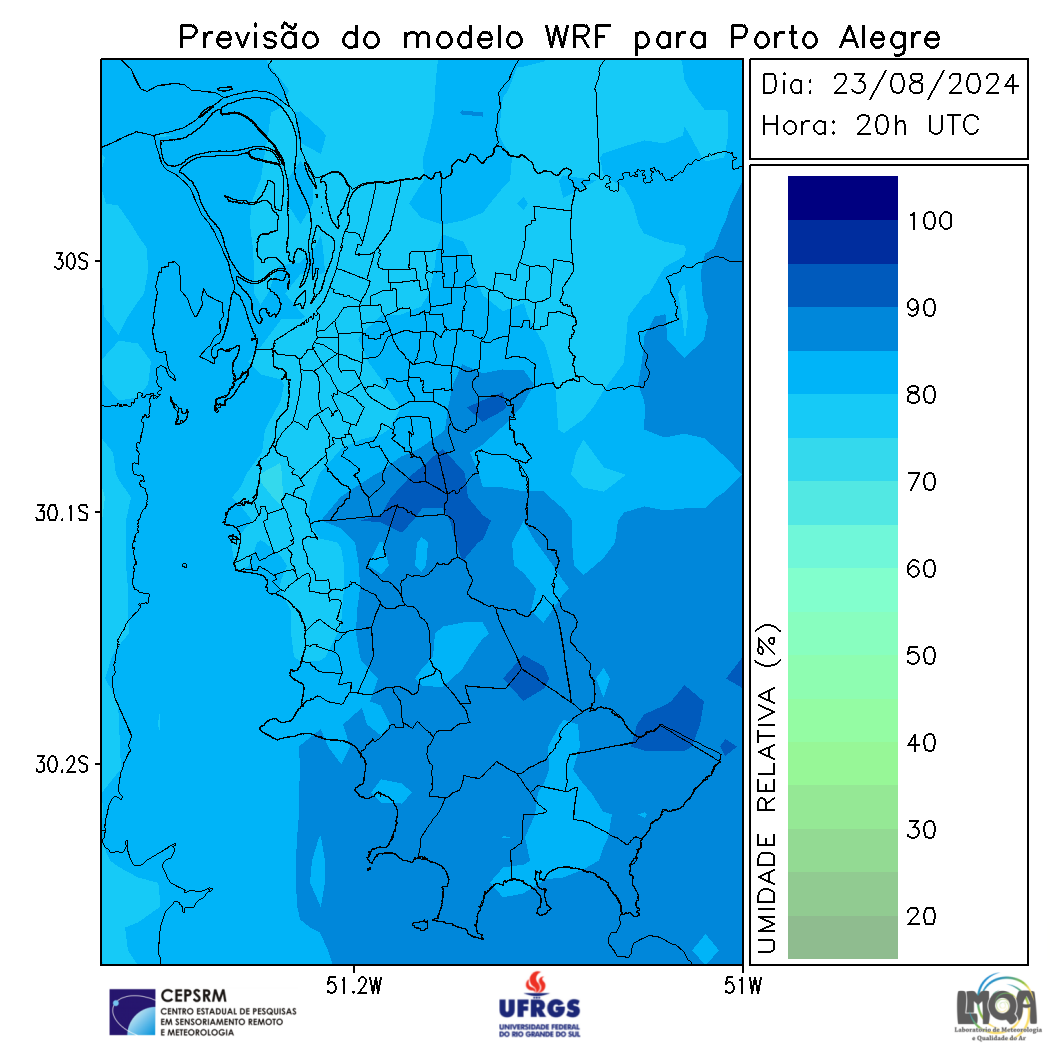 Previsão do modelo WRF para Porto Alegre
Dia: 23/08/2024
Hora: 20h UTC
100
90
80
70
60
50
40
30
20
UMIDADE RELATIVA (%)
30S
30.1S
30.2S
51.2W
51W
CEPSRM
CENTRO ESTADUAL DE PESQUISAS
EM SENSORIAMENTO REMOTO
E METEOROLOGIA
UFRGS
UNIVERSIDADE FEDERAL
DO RIO GRANDE DO SUL
LMQA
Laboratório de Meteorologia
e Qualidade do Ar